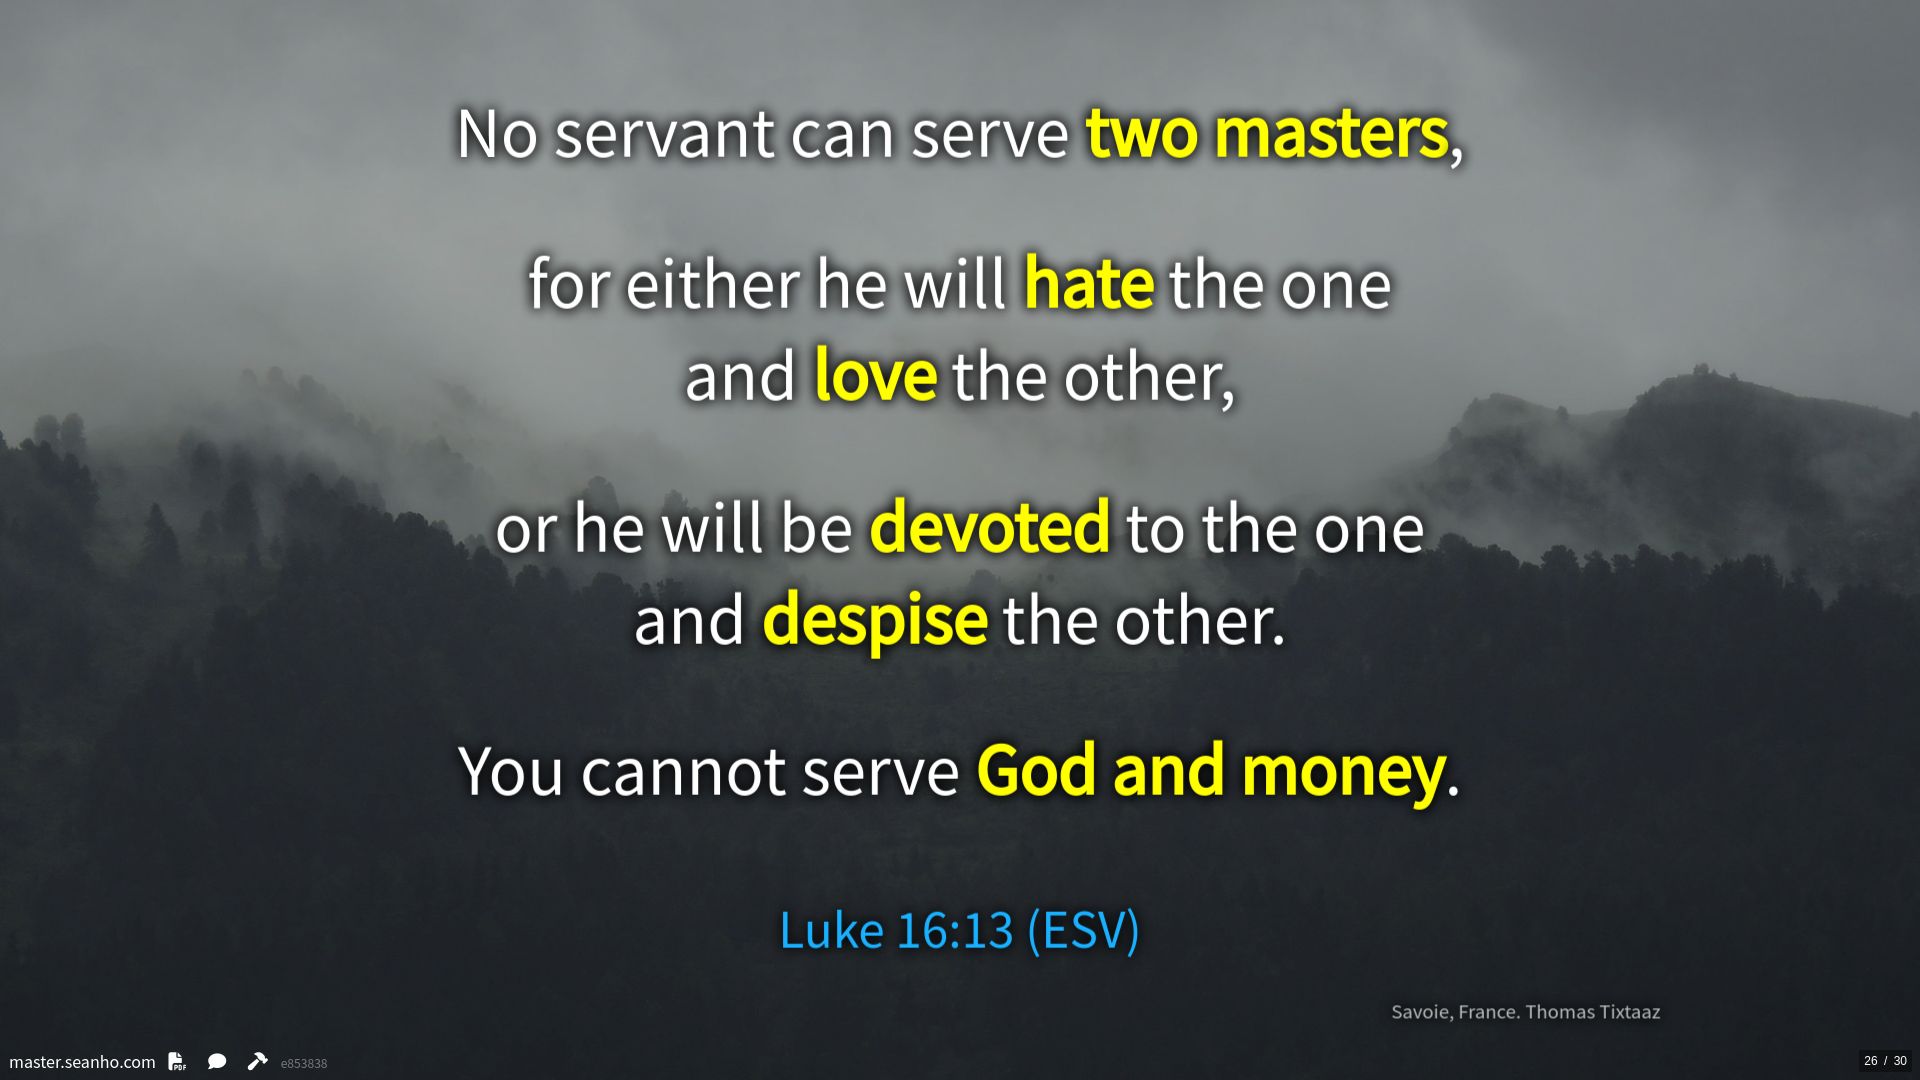 No servant can serve two masters,
for either he will hate the one
and love the other,
or he will be devoted to the one
and despise the other.
You cannot serve God and money.
Luke 16:13 (ESV)
Savoie, France. Thomas Tixtaaz
master.seanho.com PDF e853838
26 / 30